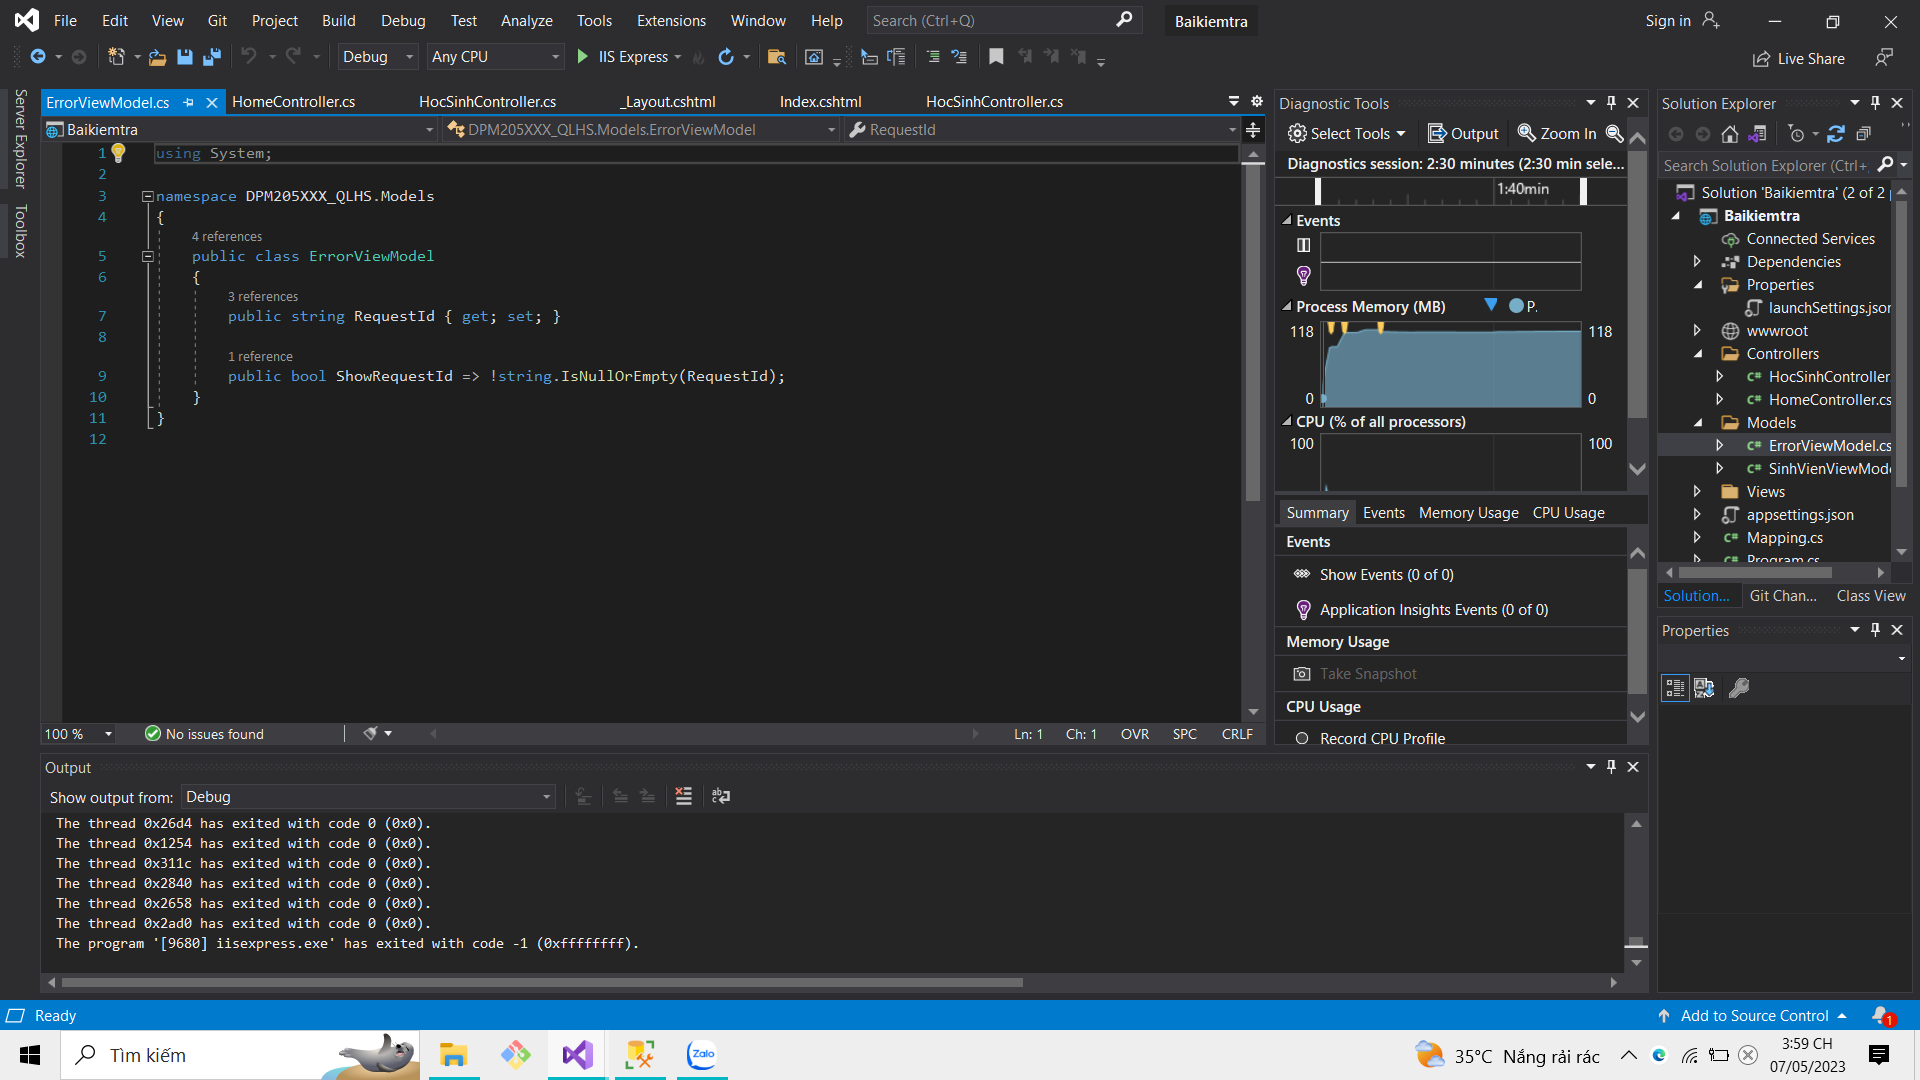 File Edit View Git Project Build Debug Test Analyze Tools Extensions Window Help Search (Ctrl+Q) Baikiemtra Sign in
Debug Any CPU IIS Express Live Share
Server Explorer
Toolbox
ErrorViewModel.cs HomeController.cs HocSinhController.cs _Layout.cshtml Index.cshtml HocSinhController.cs
Baikiemtra DPM205XXX_QLHS.Models.ErrorViewModel RequestId
1 using System;
2
3 namespace DPM205XXX_QLHS.Models
4 {
4 references
5 public class ErrorViewModel
6 {
3 references
7 public string RequestId { get; set; }
8
1 reference
9 public bool ShowRequestId => !string.IsNullOrEmpty(RequestId);
10 }
11 }
12
100 % No issues found Ln: 1 Ch: 1 OVR SPC CRLF
Diagnostic Tools
Select Tools Output Zoom In
Diagnostics session: 2:30 minutes (2:30 min sele...
1:40min
Events
Process Memory (MB) P.
118 118
0 0
CPU (% of all processors)
100 100
Summary Events Memory Usage CPU Usage
Events
Show Events (0 of 0)
Application Insights Events (0 of 0)
Memory Usage
Take Snapshot
CPU Usage
Record CPU Profile
Solution Explorer
Search Solution Explorer (Ctrl+
Solution 'Baikiemtra' (2 of 2
Baikiemtra
Connected Services
Dependencies
Properties
launchSettings.json
wwwroot
Controllers
HocSinhController.
HomeController.cs
Models
ErrorViewModel.cs
SinhVienViewMode
Views
appsettings.json
Mapping.cs
Program.cs
Solution... Git Chan... Class View
Properties
Output
Show output from: Debug
The thread 0x26d4 has exited with code 0 (0x0).
The thread 0x1254 has exited with code 0 (0x0).
The thread 0x311c has exited with code 0 (0x0).
The thread 0x2840 has exited with code 0 (0x0).
The thread 0x2658 has exited with code 0 (0x0).
The thread 0x2ad0 has exited with code 0 (0x0).
The program '[9680] iisexpress.exe' has exited with code -1 (0xffffffff).
Ready Add to Source Control 1
Tìm kiếm Zalo 35°C Nắng rải rác 3:59 CH
07/05/2023